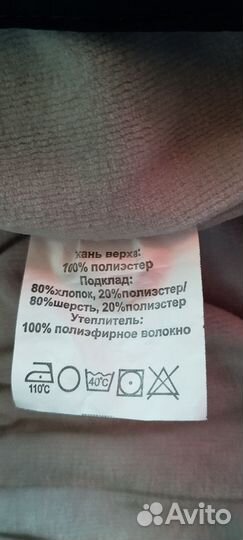 кань верха:
100% полиэстер
Подклад:
80%хлопок, 20%полиэстер/
80%шерсть, 20%полиэстер
Утеплитель:
100% полиэфирное волокно
110°C 40°C
Avito